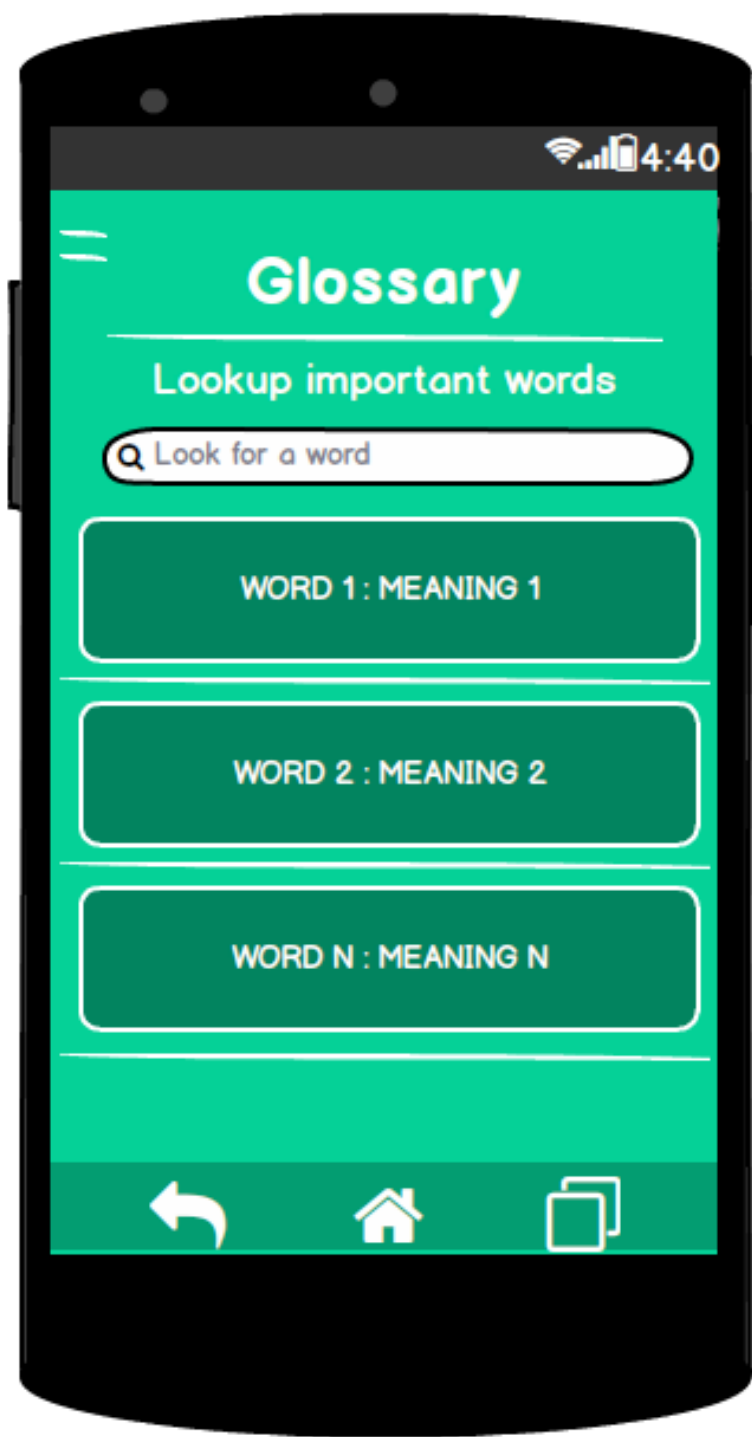 4:40
Glossary
Lookup important words
Look for a word
WORD 1 : MEANING 1
WORD 2 : MEANING 2
WORD N : MEANING N